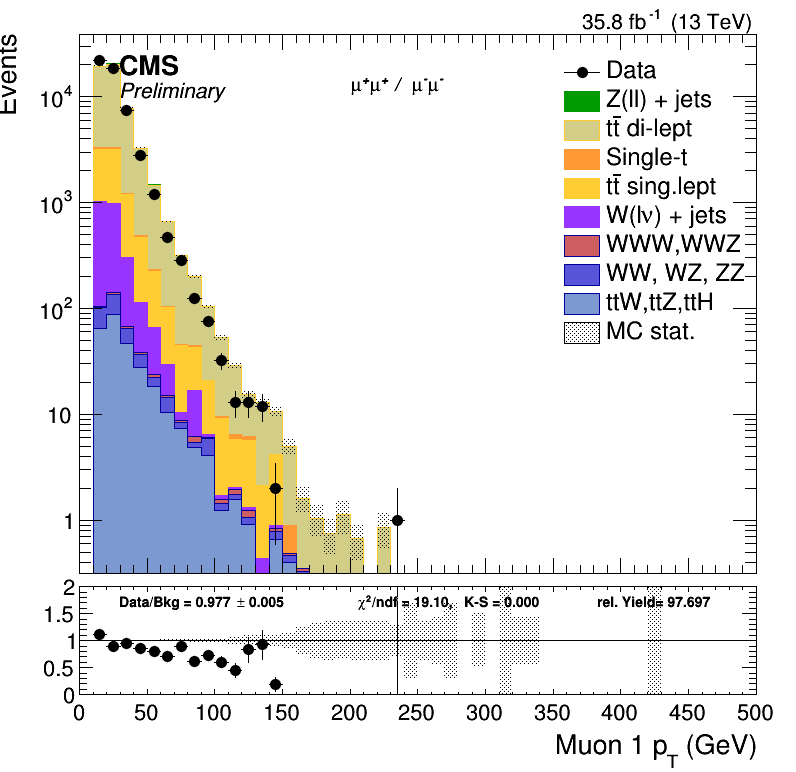 35.8 fb⁻¹ (13 TeV)
Events
CMS
Preliminary
μ⁺μ⁺ / μ⁻μ⁻
Data
Z(ll) + jets
tt̄ di-lept
Single-t
tt̄ sing.lept
W(lν) + jets
WWW,WWZ
WW, WZ, ZZ
ttW,ttZ,ttH
MC stat.
10⁴
10³
10²
10
1
Data/Bkg = 0.977 ± 0.005 χ²/ndf = 19.10, K-S = 0.000 rel. Yield= 97.697
2
1.5
1
0.5
0
0 50 100 150 200 250 300 350 400 450 500
Muon 1 p_T (GeV)